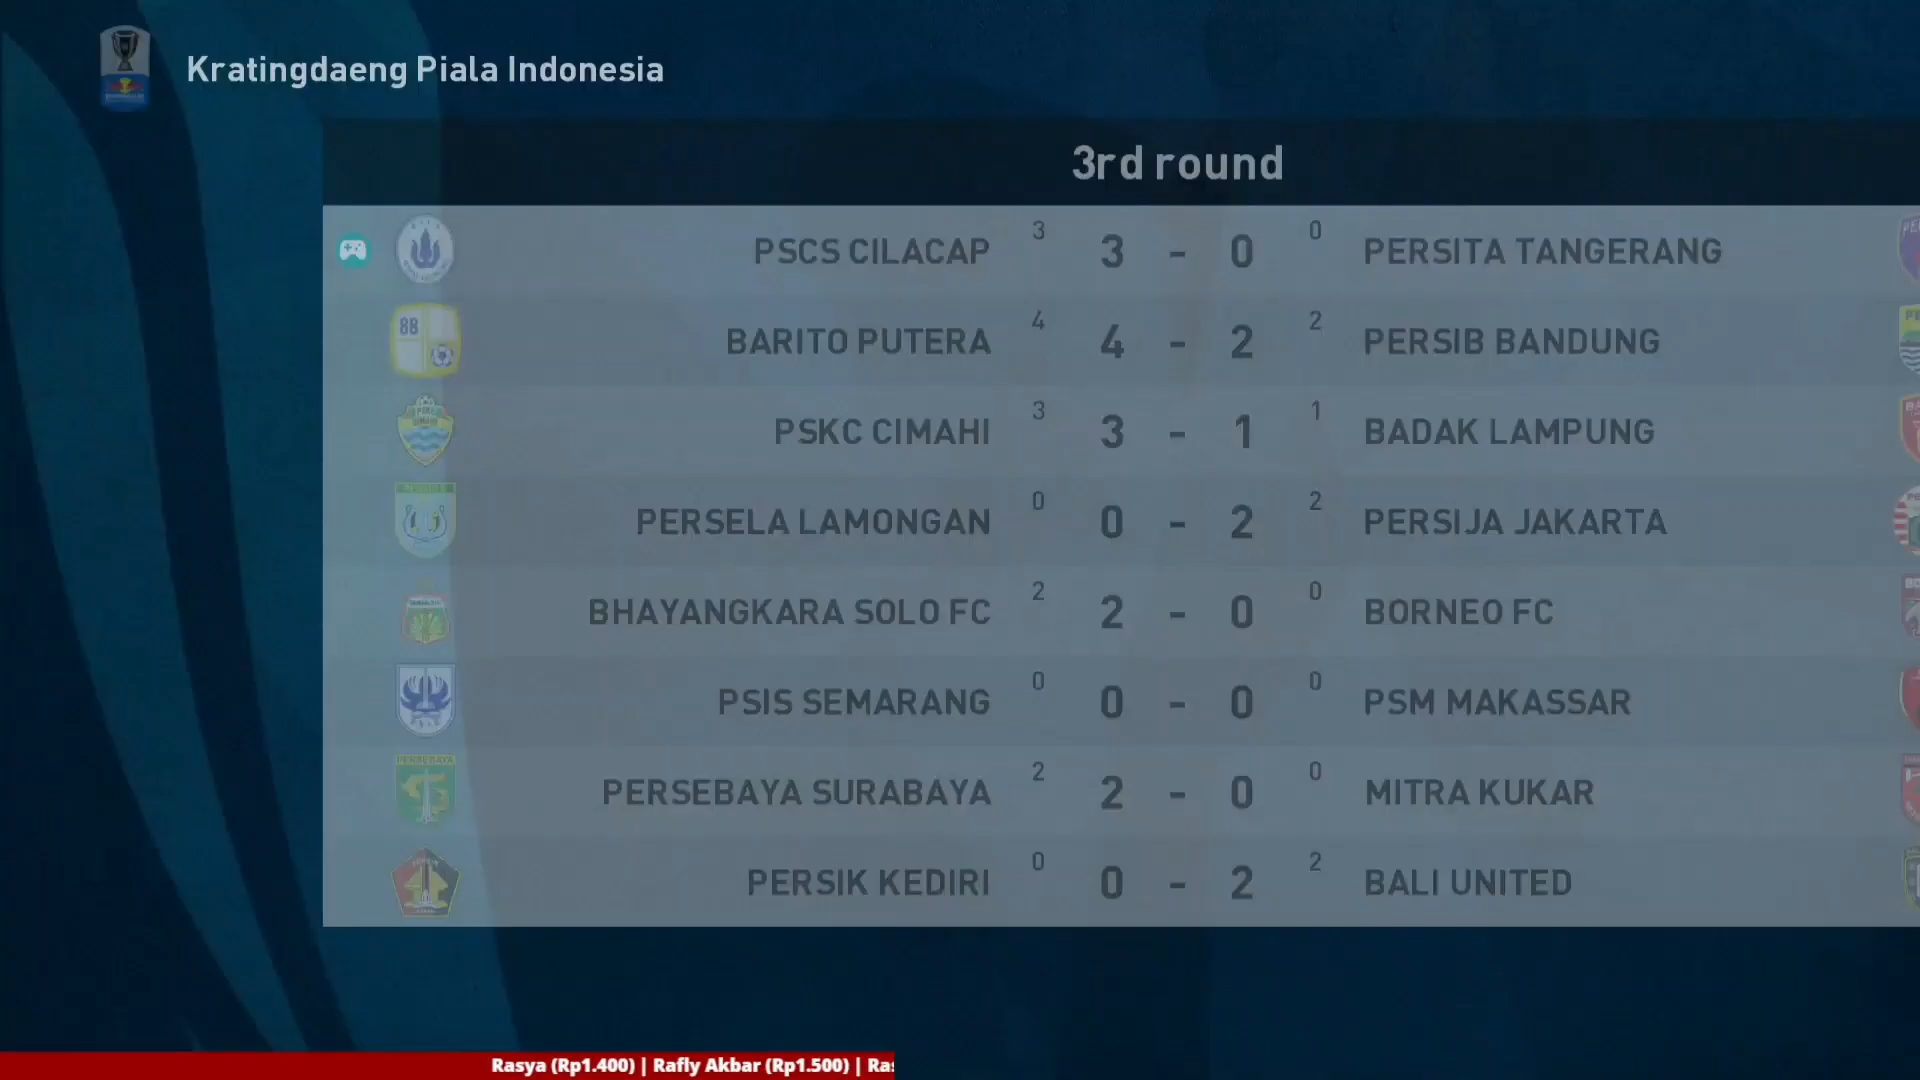 Kratingdaeng Piala Indonesia
3rd round
PSCS CILACAP 3 3 - 0 0 PERSITA TANGERANG
88 BARITO PUTERA 4 4 - 2 2 PERSIB BANDUNG
PSKC CIMAHI 3 3 - 1 1 BADAK LAMPUNG
PERSELA LAMONGAN 0 0 - 2 2 PERSIJA JAKARTA
BHAYANGKARA SOLO FC 2 2 - 0 0 BORNEO FC
PSIS SEMARANG 0 0 - 0 0 PSM MAKASSAR
PERSEBAYA SURABAYA 2 2 - 0 0 MITRA KUKAR
PERSIK KEDIRI 0 0 - 2 2 BALI UNITED
Rasya (Rp1.400) | Rafly Akbar (Rp1.500) | Ras